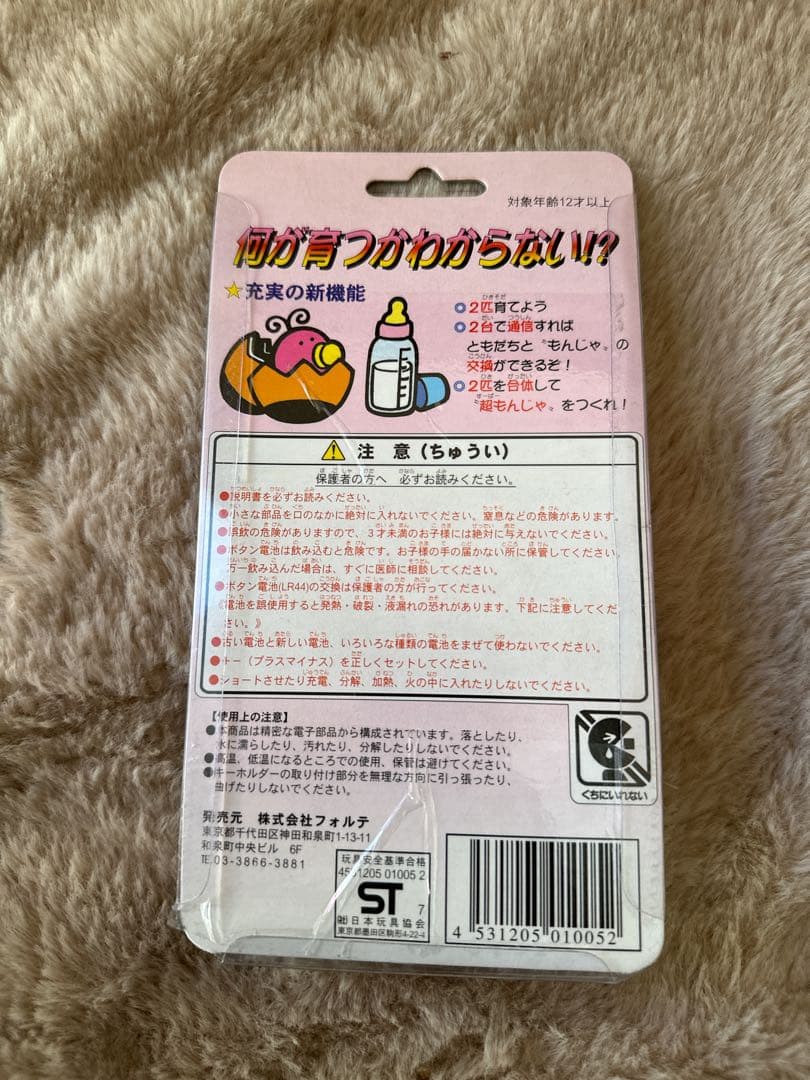 対象年齢12才以上
何が育つかわからない!?
★充実の新機能
◎2匹育てよう
◎2台で通信すれば
ともだちと〝もんじゃ〟の
交換ができるぞ！
◎2匹を合体して
〝超もんじゃ〟をつくれ！
⚠ 注 意（ちゅうい）
保護者の方へ 必ずお読みください。
●説明書を必ずお読みください。
●小さな部品を口のなかに絶対に入れないでください。窒息などの危険があります。
●誤飲の危険がありますので、３才未満のお子様には絶対に与えないでください。
●ボタン電池は飲み込むと危険です。お子様の手の届かない所に保管してください。
万一飲み込んだ場合は、すぐに医師に相談してください。
●ボタン電池(LR44)の交換は保護者の方が行ってください。
《電池を誤使用すると発熱・破裂・液漏れの恐れがあります。下記に注意してくだ
さい。》
●古い電池と新しい電池、いろいろな種類の電池をまぜて使わないでください。
●＋－（プラスマイナス）を正しくセットしてください。
●ショートさせたり充電、分解、加熱、火の中に入れたりしないでください。
【使用上の注意】
●本商品は精密な電子部品から構成されています。落としたり、
水に濡らしたり、汚れたり、分解したりしないでください。
●高温、低温になるところでの使用、保管は避けてください。
●キーホルダーの取り付け部分を無理な方向に引っ張ったり、
曲げたりしないでください。
くちにいれない
発売元 株式会社フォルテ
東京都千代田区神田和泉町1-13-11
和泉町中央ビル 6F
TEL03-3866-3881
玩具安全基準合格
4531205 01005 2
ST 7
㈳日本玩具協会
東京都墨田区駒形4-22-4
4 531205 010052